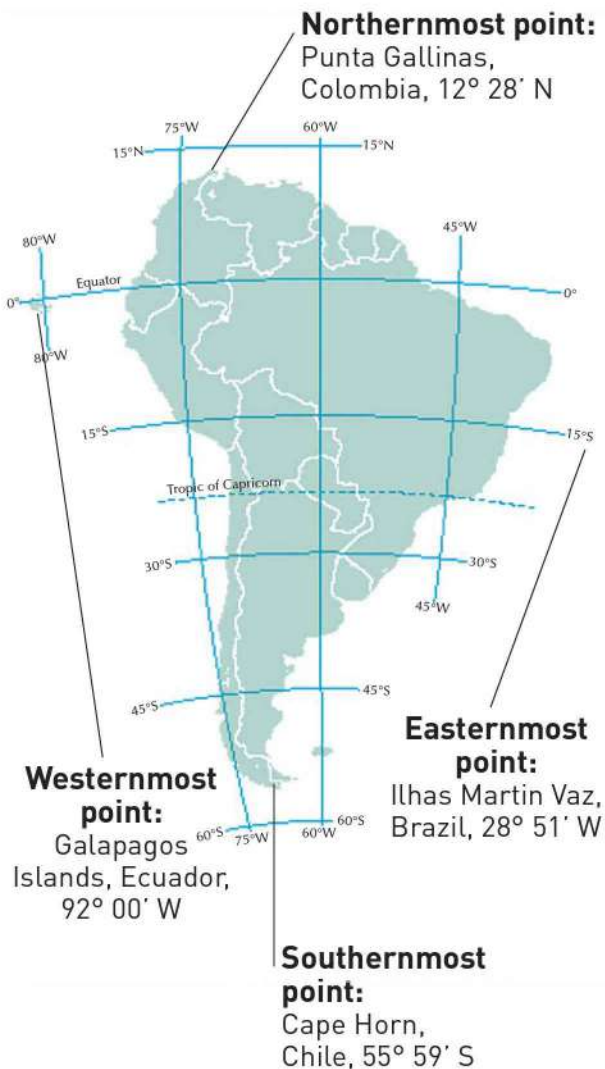 Northernmost point:
Punta Gallinas,
Colombia, 12° 28′ N
75°W
60°W
15°N
15°N
45°W
80°W
Equator
0°
0°
80°W
15°S
15°S
Tropic of Capricorn
30°S
30°S
45°W
45°S
45°S
Easternmost
point:
Ilhas Martin Vaz,
Brazil, 28° 51′ W
Westernmost
point:
Galapagos
Islands, Ecuador,
92° 00′ W
60°S
75°W
60°W
60°S
Southernmost
point:
Cape Horn,
Chile, 55° 59′ S